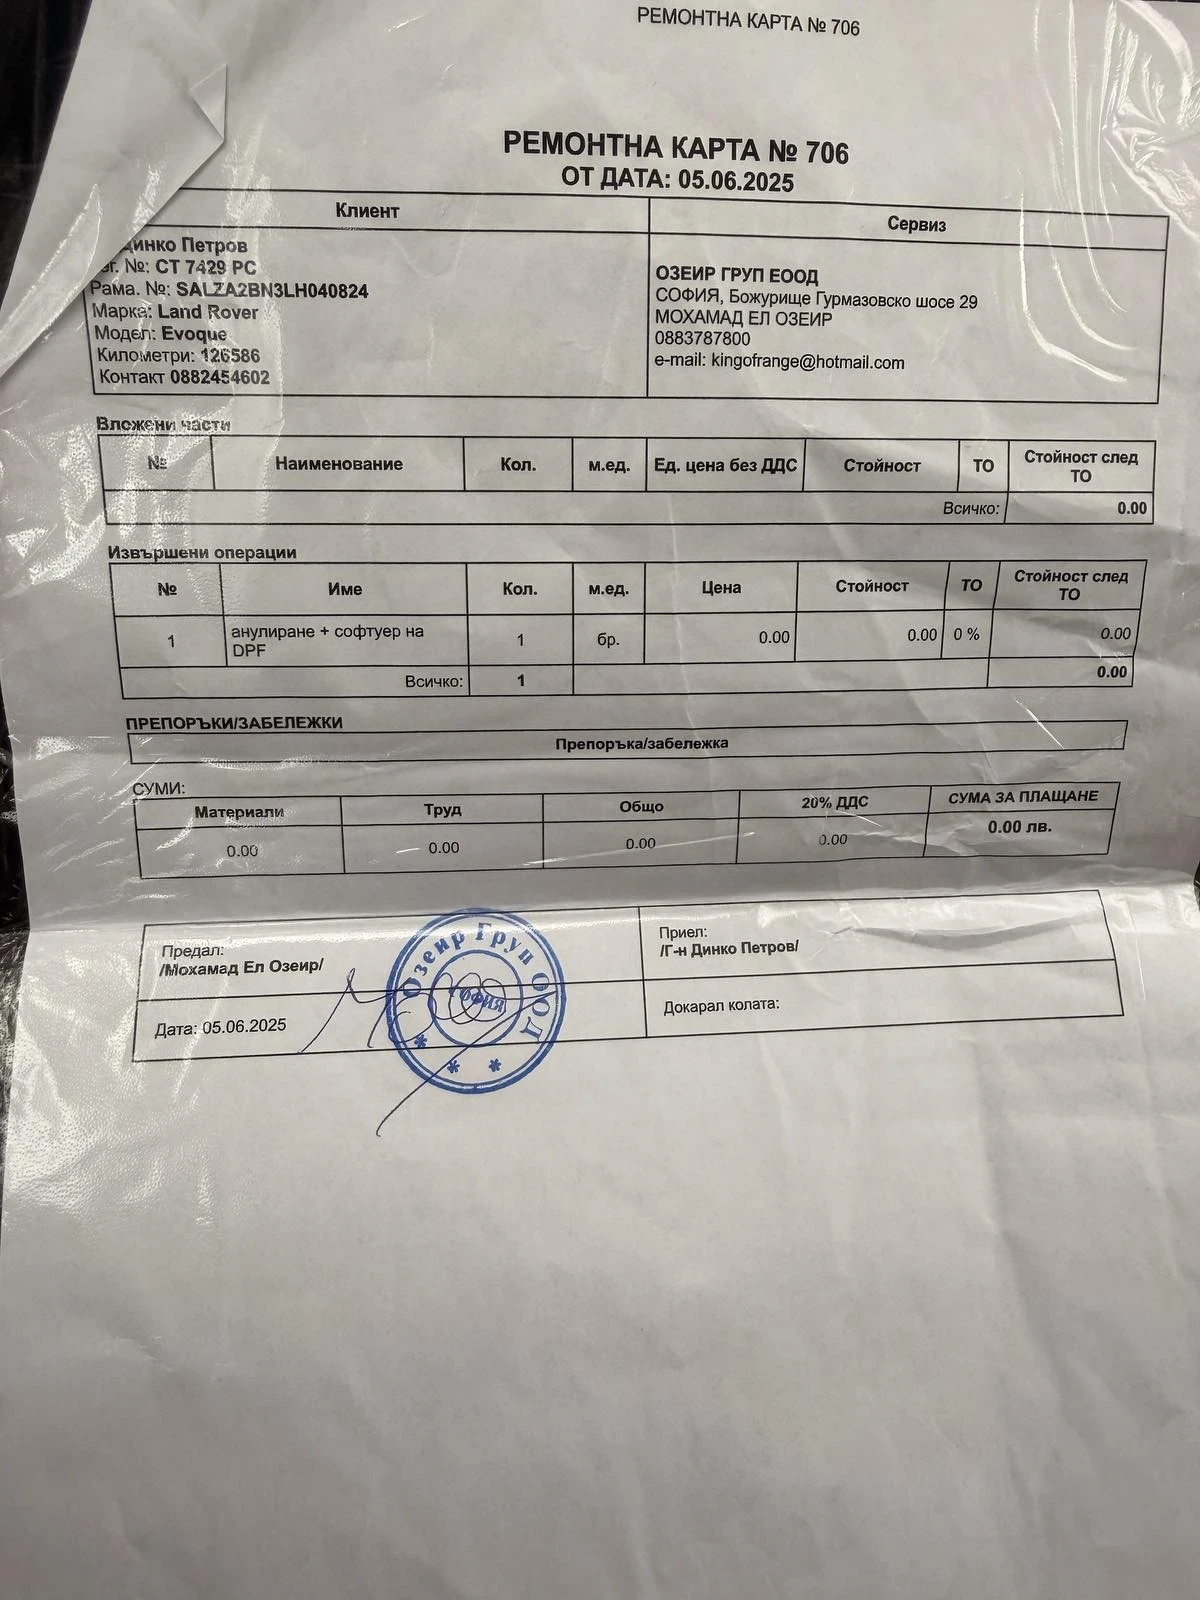 РЕМОНТНА КАРТА № 706
РЕМОНТНА КАРТА № 706
ОТ ДАТА: 05.06.2025
Клиент
Сервиз
Динко Петров
№: СТ 7429 РС
Рама. №: SALZA2BN3LH040824
Марка: Land Rover
Модел: Evoque
Километри: 126586
Контакт 0882454602
ОЗЕИР ГРУП ЕООД
СОФИЯ, Божурище Гурмазовско шосе 29
МОХАМАД ЕЛ ОЗЕИР
0883787800
e-mail: kingofrange@hotmail.com
Вложени части
№ Наименование Кол. м.ед. Ед. цена без ДДС Стойност ТО Стойност след ТО
Всичко: 0.00
Извършени операции
№ Име Кол. м.ед. Цена Стойност ТО Стойност след ТО
1 анулиране + софтуер на DPF 1 бр. 0.00 0.00 0 % 0.00
Всичко: 1 0.00
ПРЕПОРЪКИ/ЗАБЕЛЕЖКИ
Препоръка/забележка
СУМИ:
Материали Труд Общо 20% ДДС СУМА ЗА ПЛАЩАНЕ
0.00 0.00 0.00 0.00 0.00 лв.
Предал:
/Мохамад Ел Озеир/
Приел:
/Г-н Динко Петров/
Дата: 05.06.2025
Докарал колата:
Озеир Груп ООД
СОФИЯ